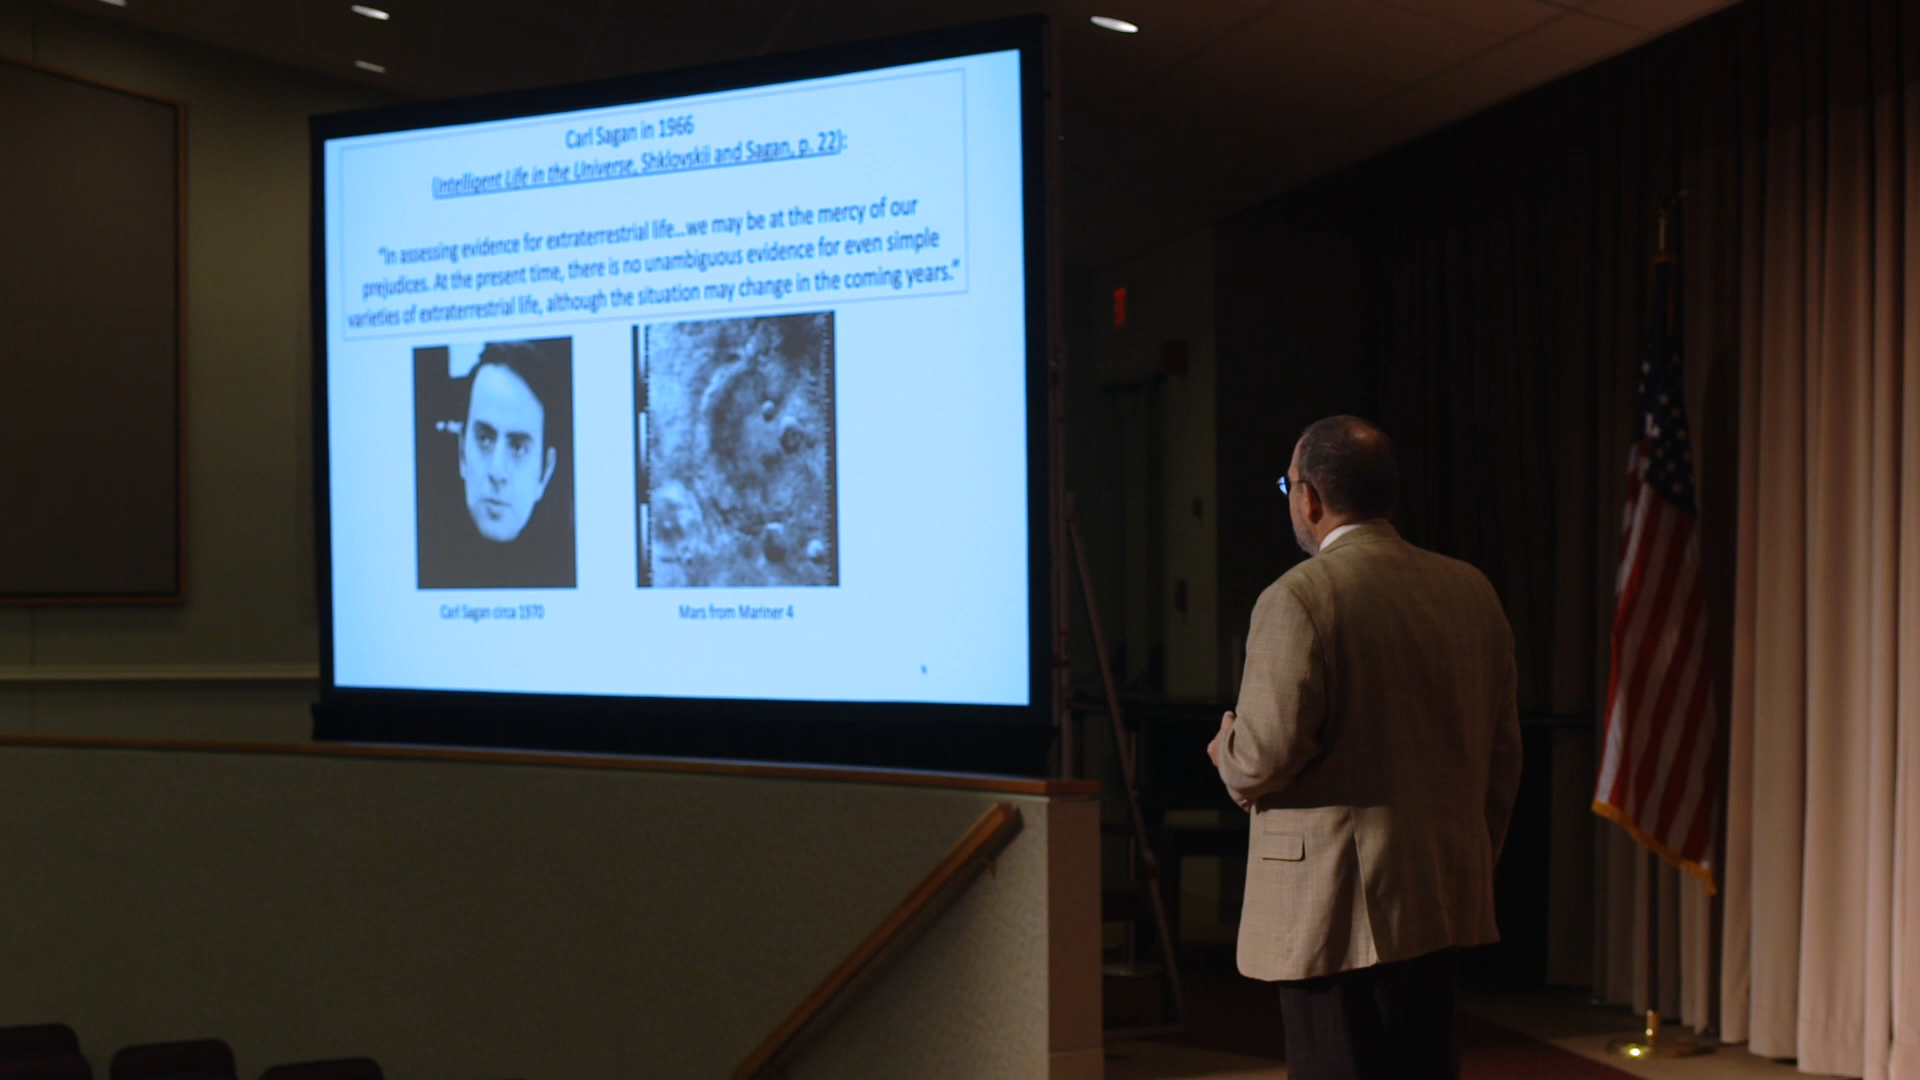 Carl Sagan in 1966
(Intelligent Life in the Universe, Shklovskii and Sagan, p. 22):
"In assessing evidence for extraterrestrial life...we may be at the mercy of our
prejudices. At the present time, there is no unambiguous evidence for even simple
varieties of extraterrestrial life, although the situation may change in the coming years."
Carl Sagan circa 1970
Mars from Mariner 4